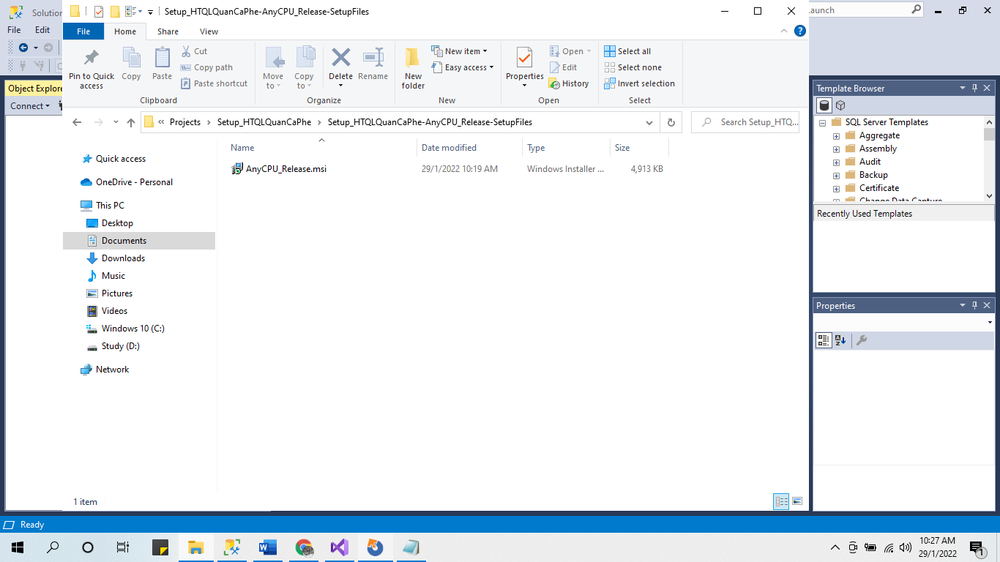 Setup_HTQLQuanCaPhe-AnyCPU_Release-SetupFiles
Solution
Launch
File Edit
File Home Share View
Pin to Quick access
Copy
Paste
Cut
Copy path
Paste shortcut
Clipboard
Move to
Copy to
Delete
Rename
Organize
New folder
New item
Easy access
New
Properties
Open
Edit
History
Open
Select all
Select none
Invert selection
Select
Object Explore
Connect
« Projects > Setup_HTQLQuanCaPhe > Setup_HTQLQuanCaPhe-AnyCPU_Release-SetupFiles
Search Setup_HTQ...
Name Date modified Type Size
AnyCPU_Release.msi 29/1/2022 10:19 AM Windows Installer ... 4,913 KB
Quick access
OneDrive - Personal
This PC
Desktop
Documents
Downloads
Music
Pictures
Videos
Windows 10 (C:)
Study (D:)
Network
1 item
Template Browser
SQL Server Templates
Aggregate
Assembly
Audit
Backup
Certificate
Change Data Capture
Recently Used Templates
Properties
Ready
10:27 AM
29/1/2022
1